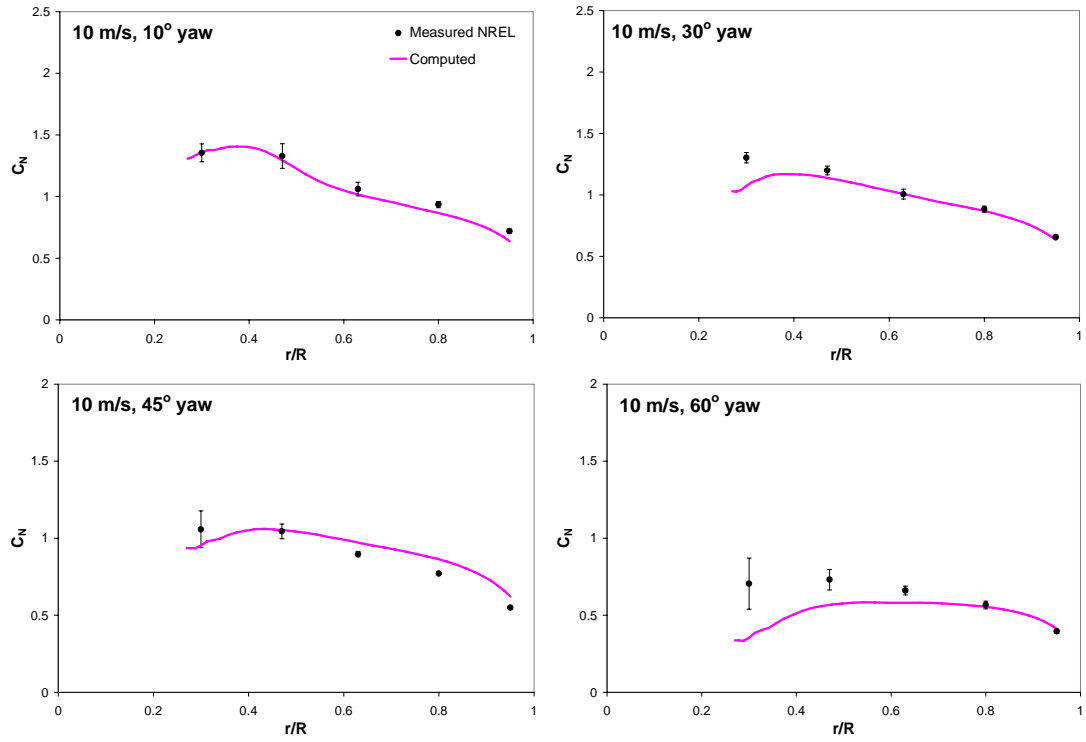 10 m/s, 10° yaw
Measured NREL
Computed
2.5
2
1.5
1
0.5
0
C_N
0 0.2 0.4 0.6 0.8 1
r/R
10 m/s, 30° yaw
2.5
2
1.5
1
0.5
0
C_N
0 0.2 0.4 0.6 0.8 1
r/R
10 m/s, 45° yaw
2
1.5
1
0.5
0
C_N
0 0.2 0.4 0.6 0.8 1
r/R
10 m/s, 60° yaw
2
1.5
1
0.5
0
C_N
0 0.2 0.4 0.6 0.8 1
r/R